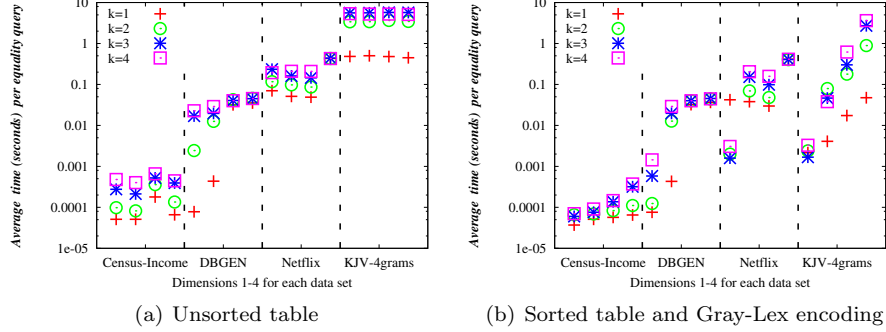 Average time (seconds) per equality query
10
1
0.1
0.01
0.001
0.0001
1e-05
k=1
k=2
k=3
k=4
Census-Income DBGEN Netflix KJV-4grams
Dimensions 1-4 for each data set
(a) Unsorted table
Average time (seconds) per equality query
10
1
0.1
0.01
0.001
0.0001
1e-05
k=1
k=2
k=3
k=4
Census-Income DBGEN Netflix KJV-4grams
Dimensions 1-4 for each data set
(b) Sorted table and Gray-Lex encoding